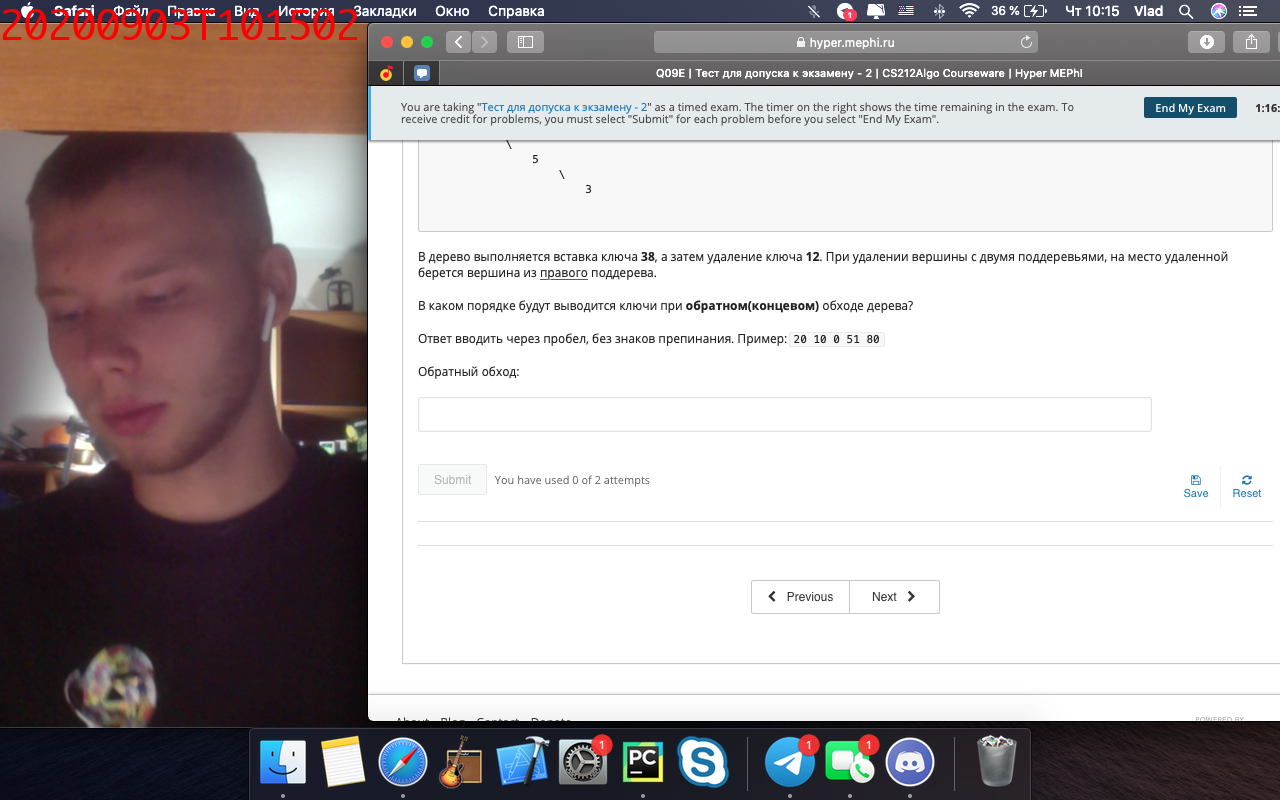 Safari Файл Правка Вид История Закладки Окно Справка 1 36 % Чт 10:15 Vlad
20200903T101502
hyper.mephi.ru
Q09E | Тест для допуска к экзамену - 2 | CS212Algo Courseware | Hyper MEPhI
You are taking "Тест для допуска к экзамену - 2" as a timed exam. The timer on the right shows the time remaining in the exam. To
receive credit for problems, you must select "Submit" for each problem before you select "End My Exam".
End My Exam
1:16:
\
5
\
3
В дерево выполняется вставка ключа 38, а затем удаление ключа 12. При удалении вершины с двумя поддеревьями, на место удаленной
берется вершина из правого поддерева.
В каком порядке будут выводится ключи при обратном(концевом) обходе дерева?
Ответ вводить через пробел, без знаков препинания. Пример: 20 10 0 51 80
Обратный обход:
Submit You have used 0 of 2 attempts
Save Reset
Previous Next
About Blog Contact Donate
POWERED BY
1 PC S 1 1